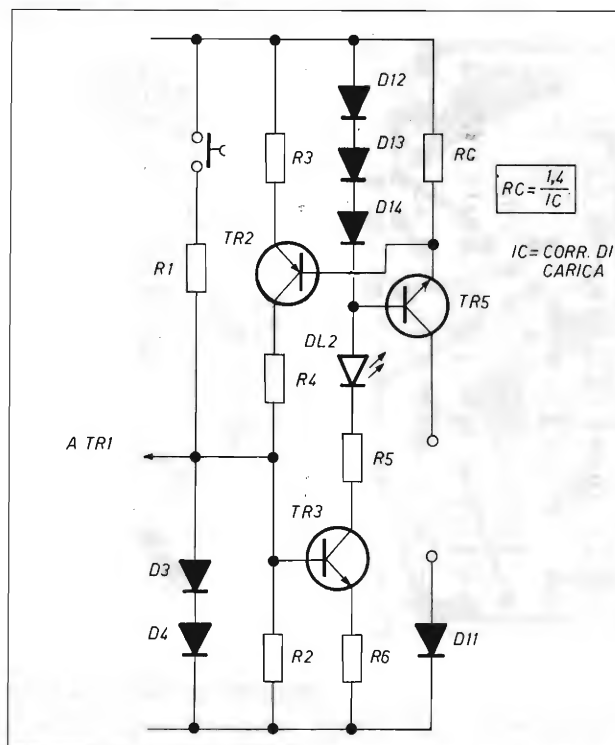 D12
R3
D13
RC
RC = 1,4 / IC
D14
TR2
IC = CORR. DI
CARICA
R1
TR5
DL2
R4
A TR1
R5
TR3
D3
D4
R2
R6
D11